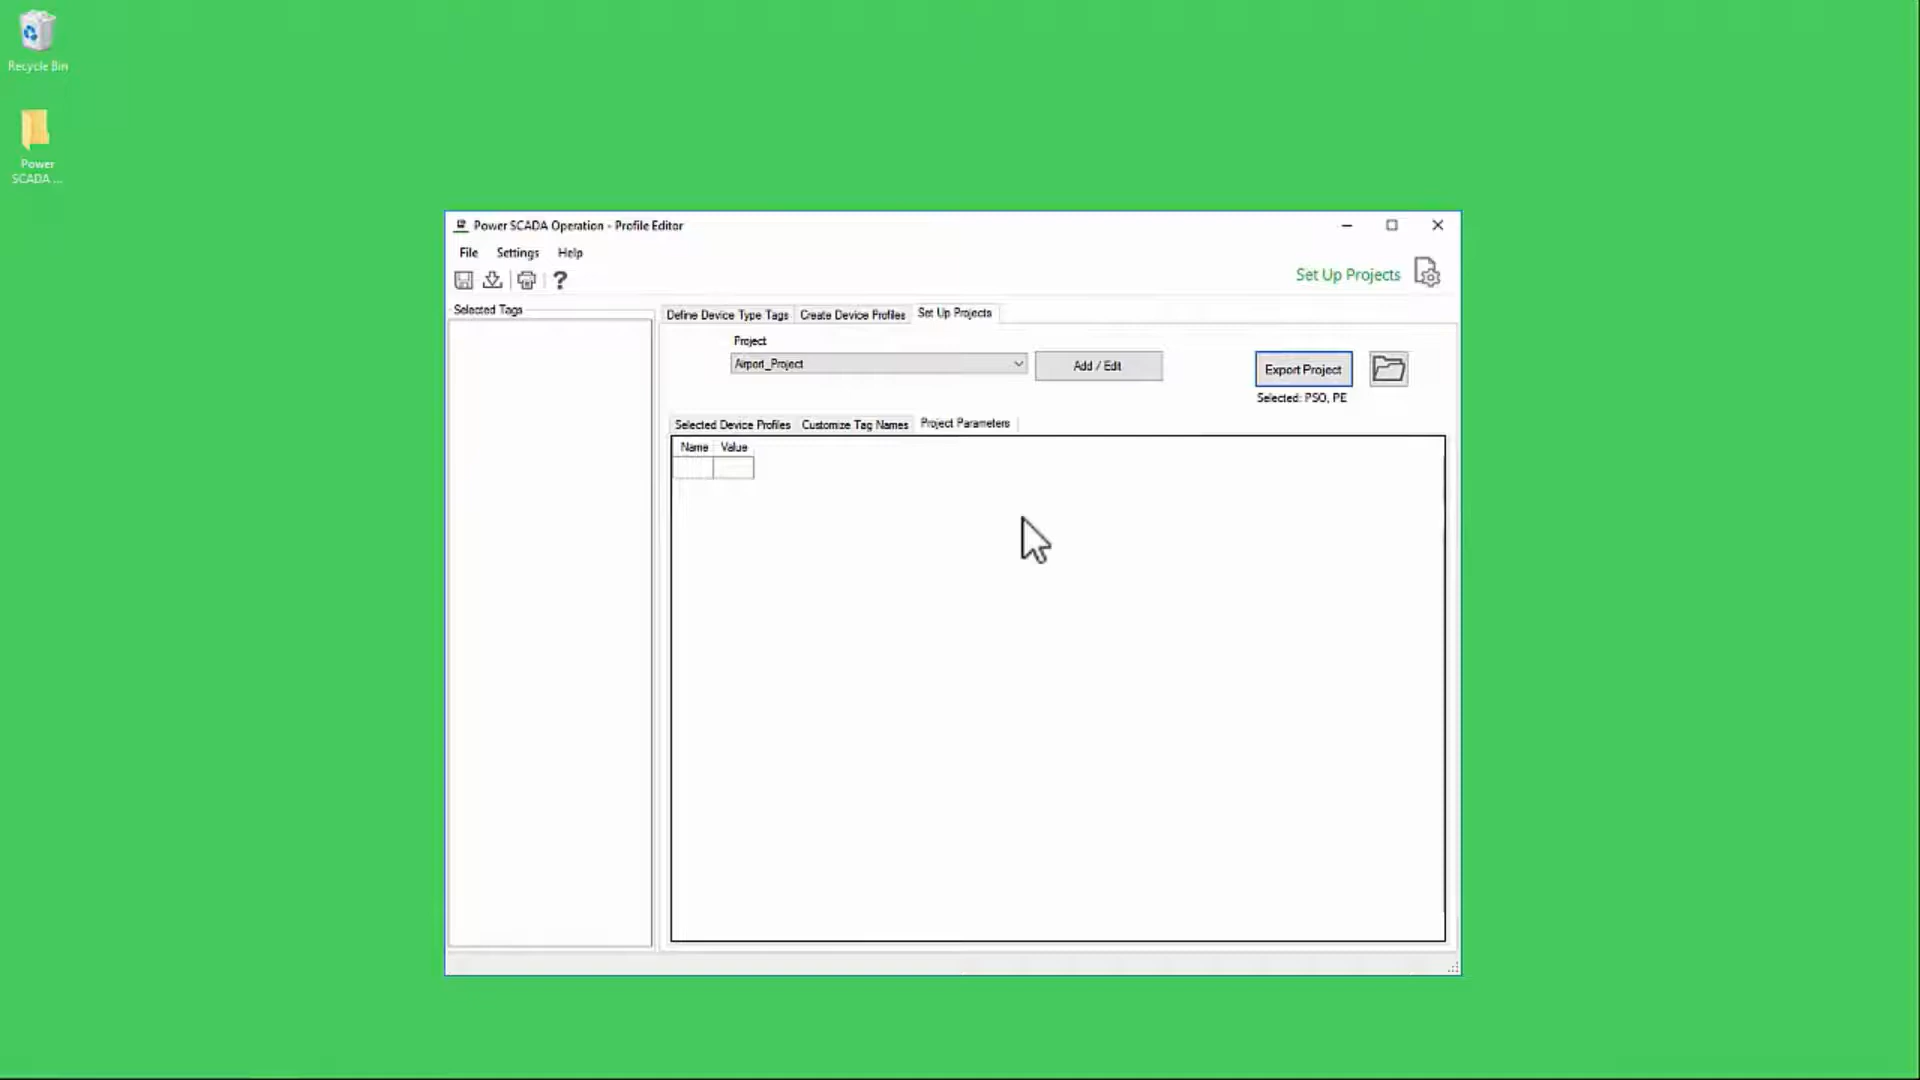 Recycle Bin
Power
SCADA ...
Power SCADA Operation - Profile Editor
File Settings Help
?
Set Up Projects
Selected Tags
Define Device Type Tags Create Device Profiles Set Up Projects
Project
Airport_Project
Add / Edit
Export Project
Selected: PSO, PE
Selected Device Profiles Customize Tag Names Project Parameters
Name Value